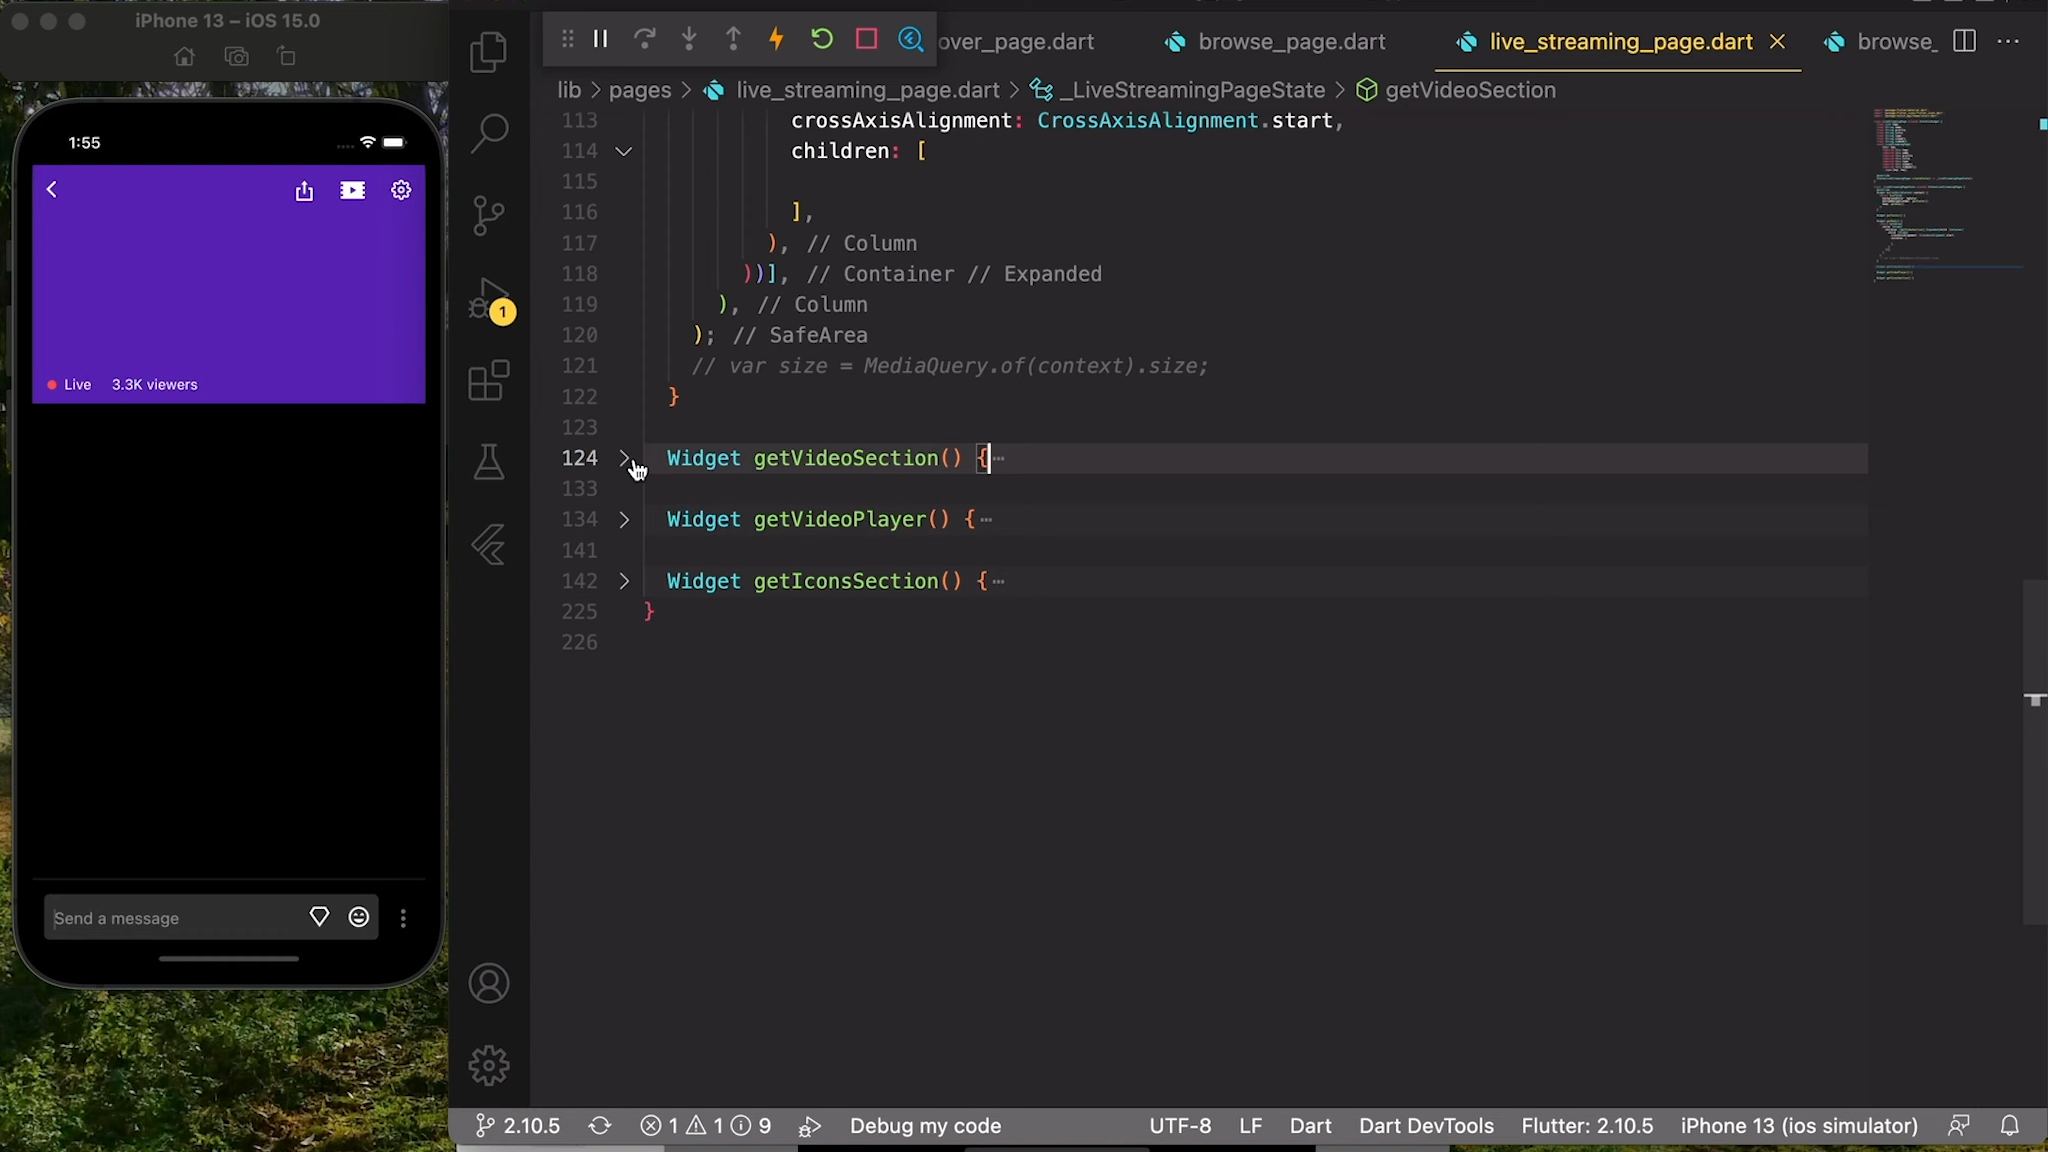 iPhone 13 – iOS 15.0
1:55
Live 3.3K viewers
Send a message
over_page.dart browse_page.dart live_streaming_page.dart browse_
lib > pages > live_streaming_page.dart > _LiveStreamingPageState > getVideoSection
113 crossAxisAlignment: CrossAxisAlignment.start,
114 children: [
115
116 ],
117 ), // Column
118 ))], // Container // Expanded
119 ), // Column
120 ); // SafeArea
121 // var size = MediaQuery.of(context).size;
122 }
123
124 Widget getVideoSection() {…
133
134 Widget getVideoPlayer() {…
141
142 Widget getIconsSection() {…
225 }
226
1
2.10.5 1 1 9 Debug my code UTF-8 LF Dart Dart DevTools Flutter: 2.10.5 iPhone 13 (ios simulator)